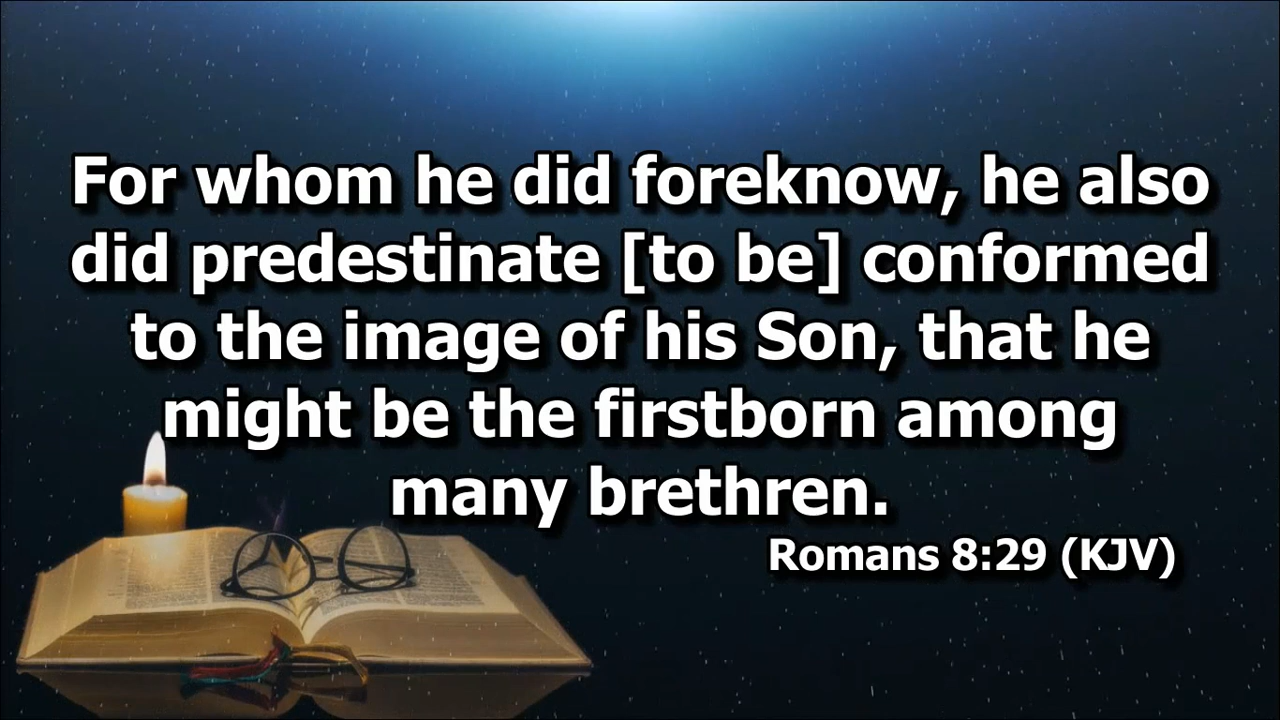 For whom he did foreknow, he also
did predestinate [to be] conformed
to the image of his Son, that he
might be the firstborn among
many brethren.
Romans 8:29 (KJV)